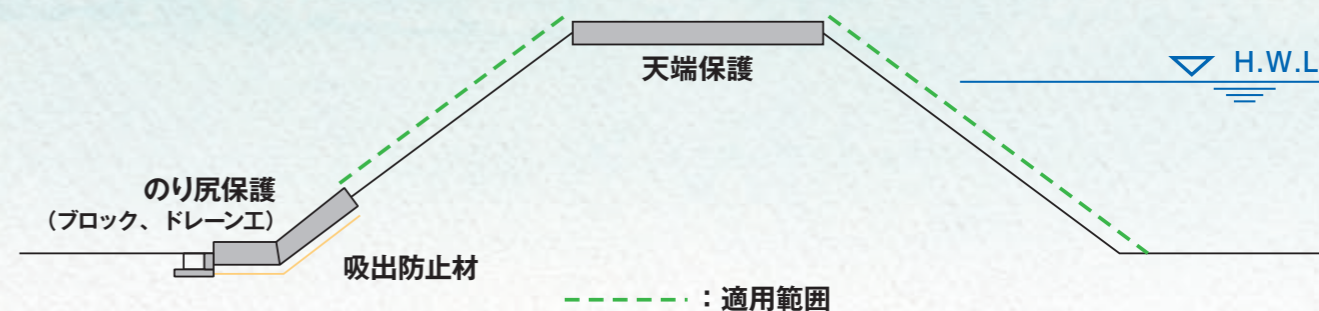 天端保護
H.W.L
のり尻保護
（ブロック、ドレーン工）
吸出防止材
：適用範囲